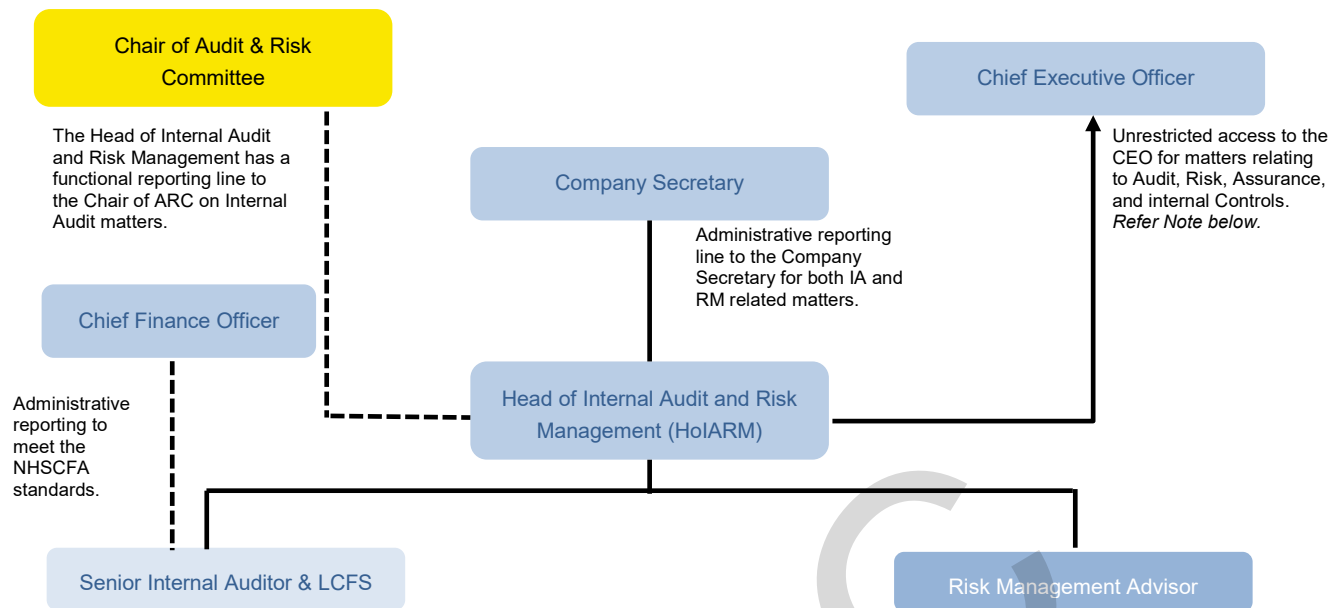 Chair of Audit & Risk
Committee
The Head of Internal Audit
and Risk Management has a
functional reporting line to
the Chair of ARC on Internal
Audit matters.
Chief Executive Officer
Unrestricted access to the
CEO for matters relating
to Audit, Risk, Assurance,
and internal Controls.
Refer Note below.
Company Secretary
Administrative reporting
line to the Company
Secretary for both IA and
RM related matters.
Chief Finance Officer
Administrative
reporting to
meet the
NHSCFA
standards.
Head of Internal Audit and Risk
Management (HoIARM)
Senior Internal Auditor & LCFS
Risk Management Advisor